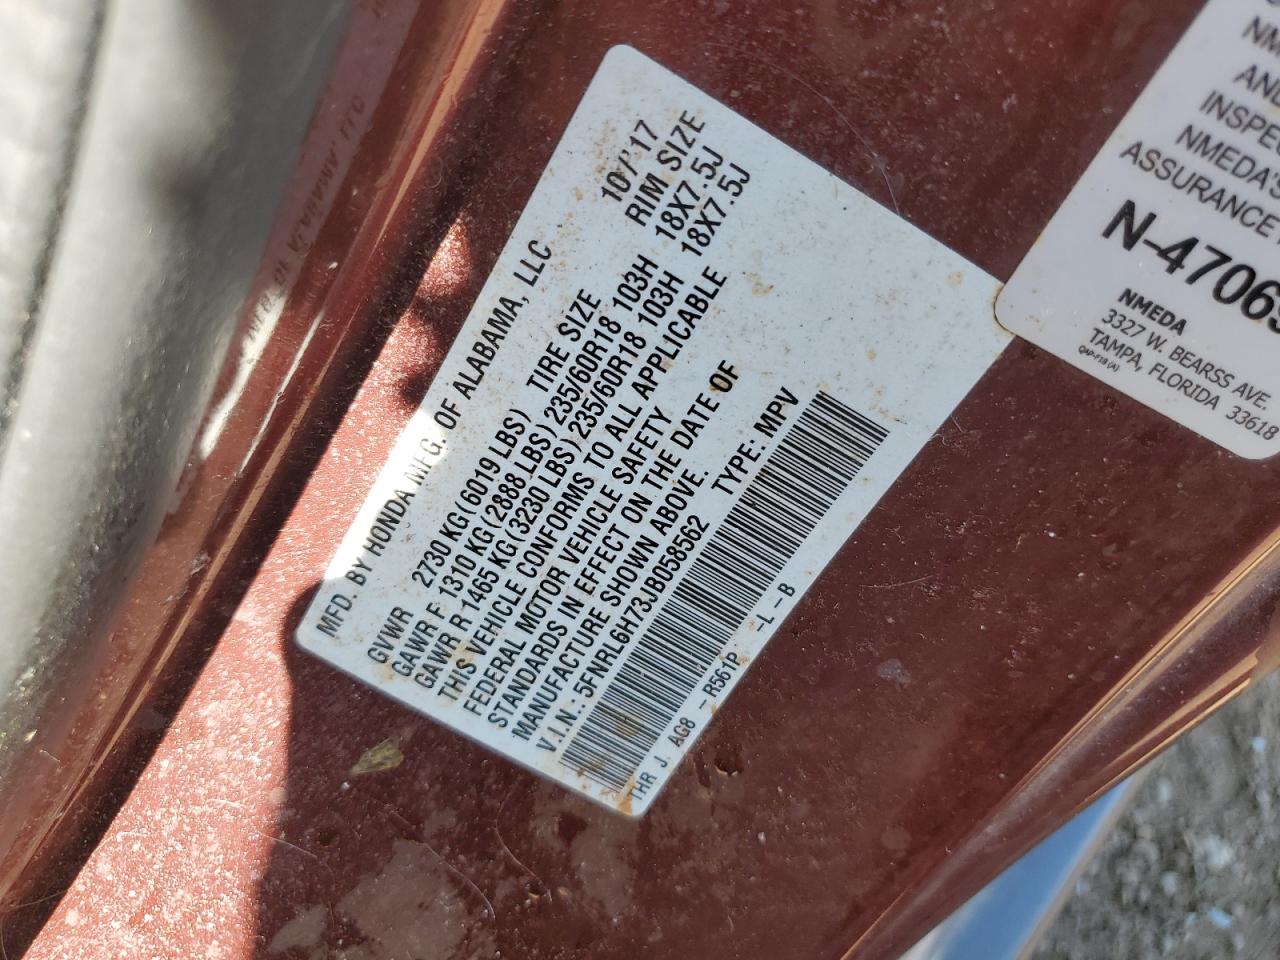 MFD. BY HONDA MFG. OF ALABAMA, LLC 10/'17
GVWR 2730 KG (6019 LBS) TIRE SIZE RIM SIZE
GAWR F 1310 KG (2888 LBS) 235/60R18 103H 18X7.5J
GAWR R 1465 KG (3230 LBS) 235/60R18 103H 18X7.5J
THIS VEHICLE CONFORMS TO ALL APPLICABLE
FEDERAL MOTOR VEHICLE SAFETY
STANDARDS IN EFFECT ON THE DATE OF
MANUFACTURE SHOWN ABOVE.
V.I.N.: 5FNRL6H73JB058562 TYPE: MPV
THR J. AG8 -R561P -L-B
INSPEC
NMEDA'S
ASSURANCE
N-4706
NMEDA
3327 W. BEARSS AVE.
TAMPA, FLORIDA 33618